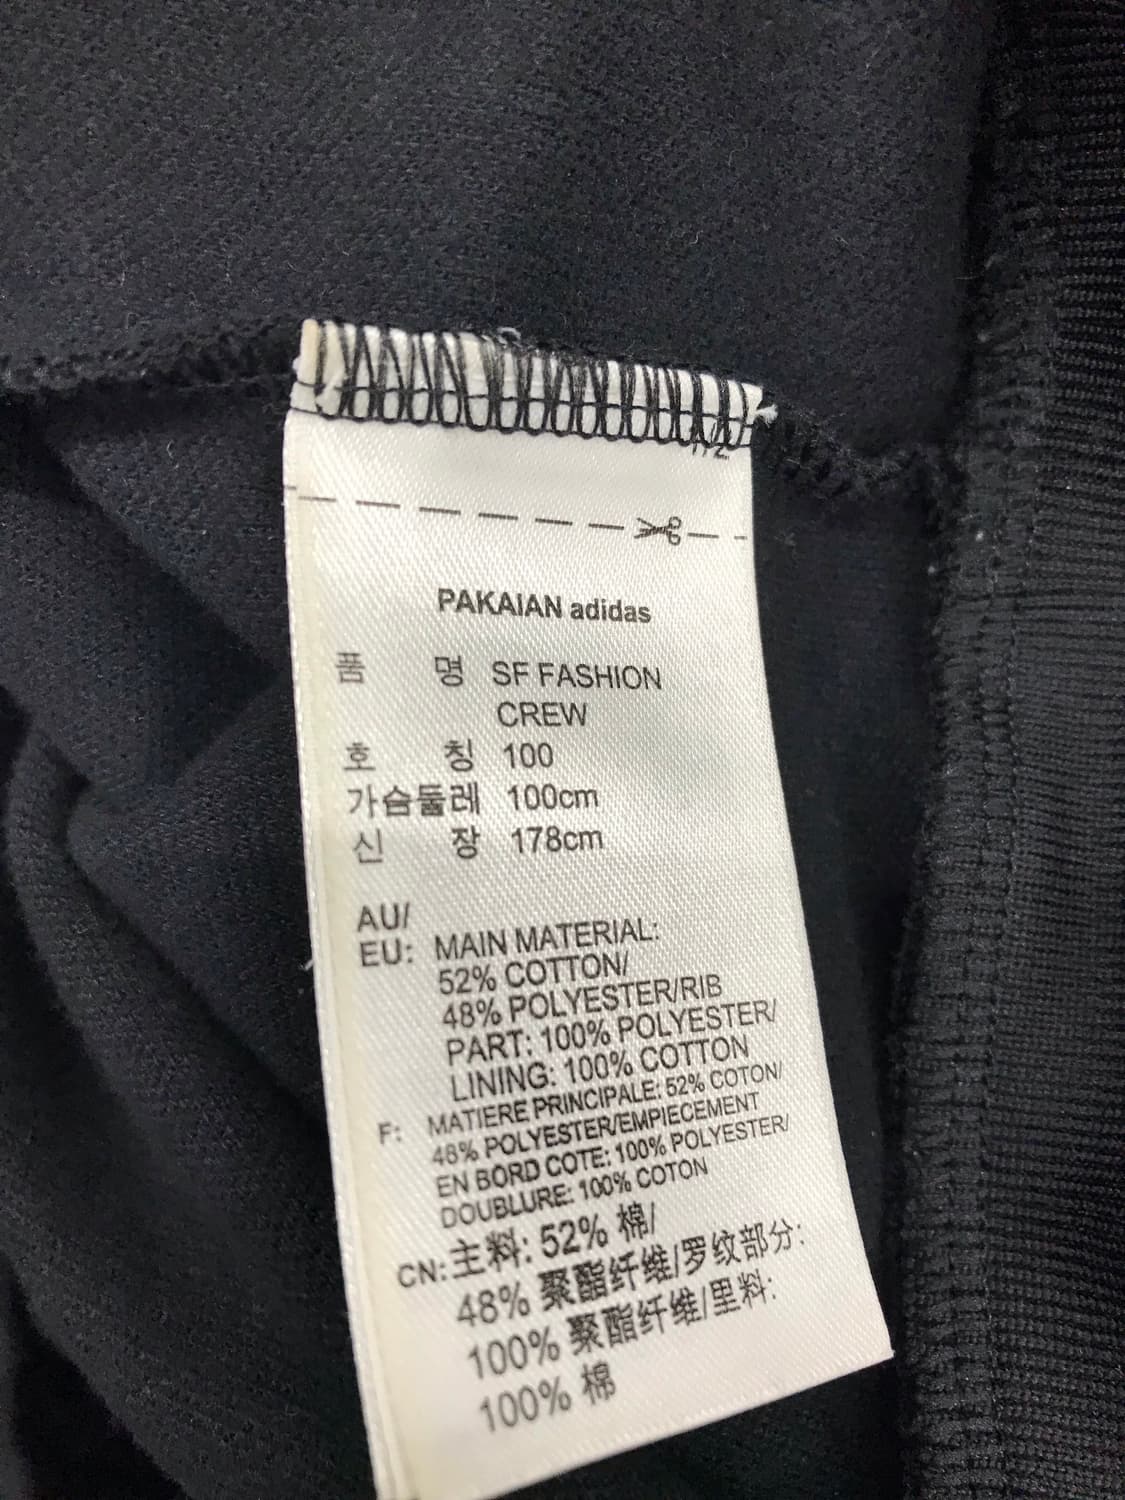 PAKAIAN adidas
품 명 SF FASHION
CREW
호 칭 100
가슴둘레 100cm
신 장 178cm
AU/
EU: MAIN MATERIAL:
52% COTTON/
48% POLYESTER/RIB
PART: 100% POLYESTER/
LINING: 100% COTTON
F: MATIERE PRINCIPALE: 52% COTON/
48% POLYESTER/EMPIECEMENT
EN BORD COTE: 100% POLYESTER/
DOUBLURE: 100% COTON
CN: 主料: 52% 棉/
48% 聚酯纤维/罗纹部分:
100% 聚酯纤维/里料:
100% 棉